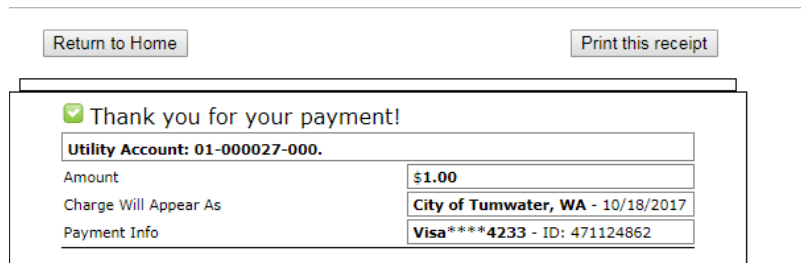 Return to Home Print this receipt
Thank you for your payment!
Utility Account: 01-000027-000.
Amount $1.00
Charge Will Appear As City of Tumwater, WA - 10/18/2017
Payment Info Visa****4233 - ID: 471124862